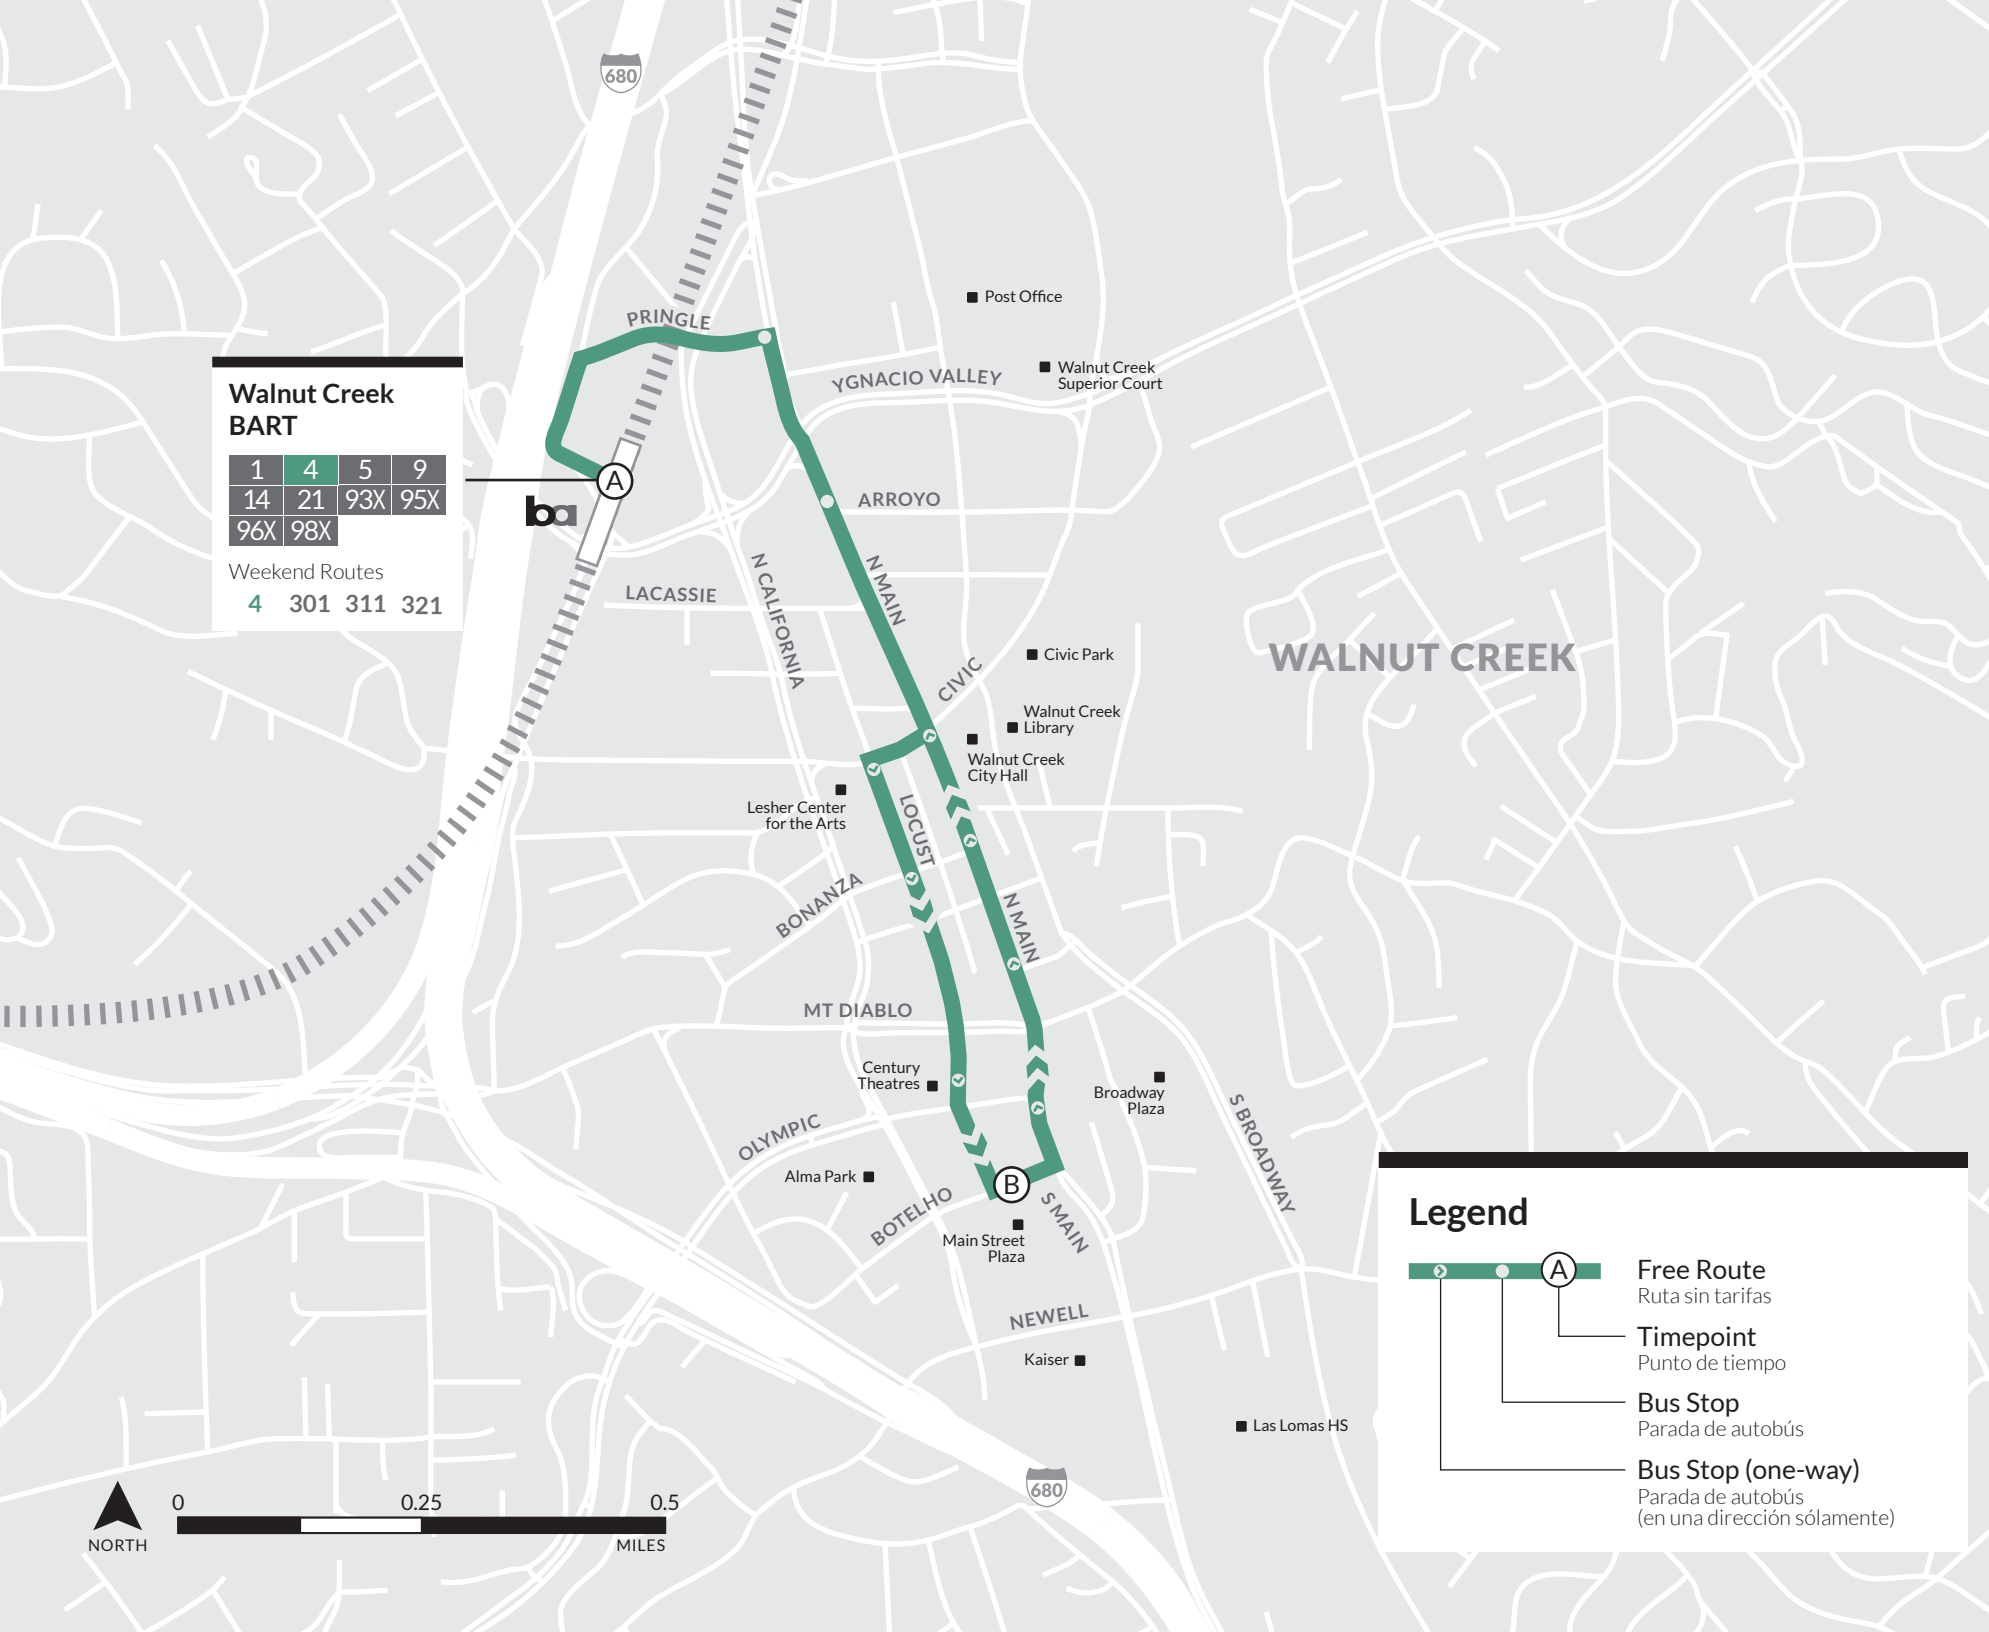 680
Post Office
PRINGLE
Walnut Creek
Superior Court
YGNACIO VALLEY
Walnut Creek
BART
1 4 5 9
14 21 93X 95X
96X 98X
Weekend Routes
4 301 311 321
A
ba
ARROYO
N MAIN
N CALIFORNIA
LACASSIE
CIVIC
Civic Park
WALNUT CREEK
Walnut Creek
Library
Walnut Creek
City Hall
Lesher Center
for the Arts
LOCUST
BONANZA
N MAIN
MT DIABLO
Century
Theatres
Broadway
Plaza
S BROADWAY
OLYMPIC
Alma Park
BOTELHO
B
S MAIN
Main Street
Plaza
NEWELL
Kaiser
Las Lomas HS
680
NORTH
0 0.25 0.5
MILES
Legend
A
Free Route
Ruta sin tarifas
Timepoint
Punto de tiempo
Bus Stop
Parada de autobús
Bus Stop (one-way)
Parada de autobús
(en una dirección sólamente)